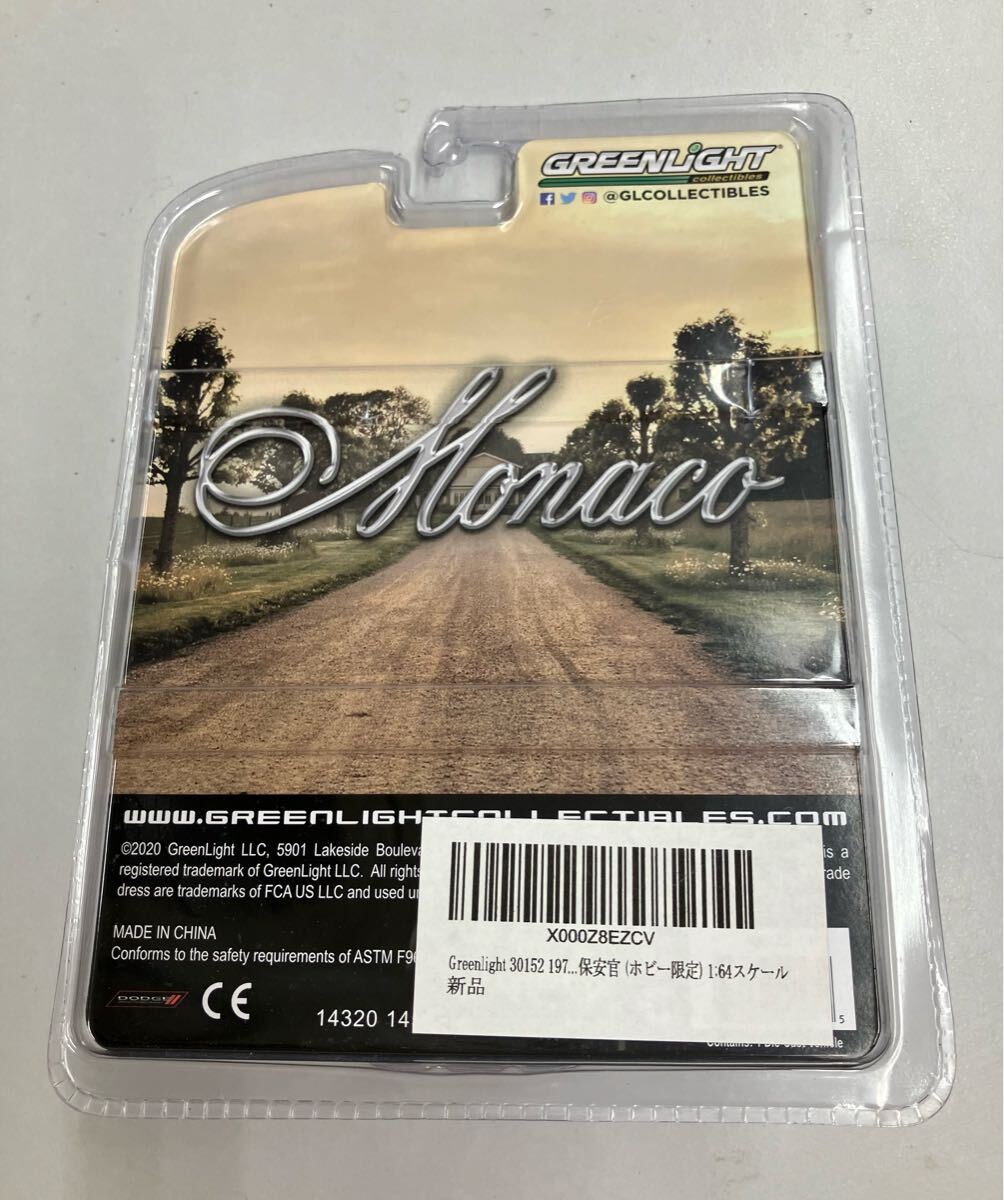 GREENLiGHT
collectibles
@GLCOLLECTIBLES
Monaco
www.GREENLIGHTCOLLECTIBLES.COM
©2020 GreenLight LLC, 5901 Lakeside is a
registered trademark of GreenLight LLC. All rights
dress are trademarks of FCA US LLC and used
MADE IN CHINA
Conforms to the safety requirements of ASTM
X000Z8EZCV
Greenlight 30152 197...保安官 (ホビー限定) 1:64スケール
新品
DODGE
CE
14320
5